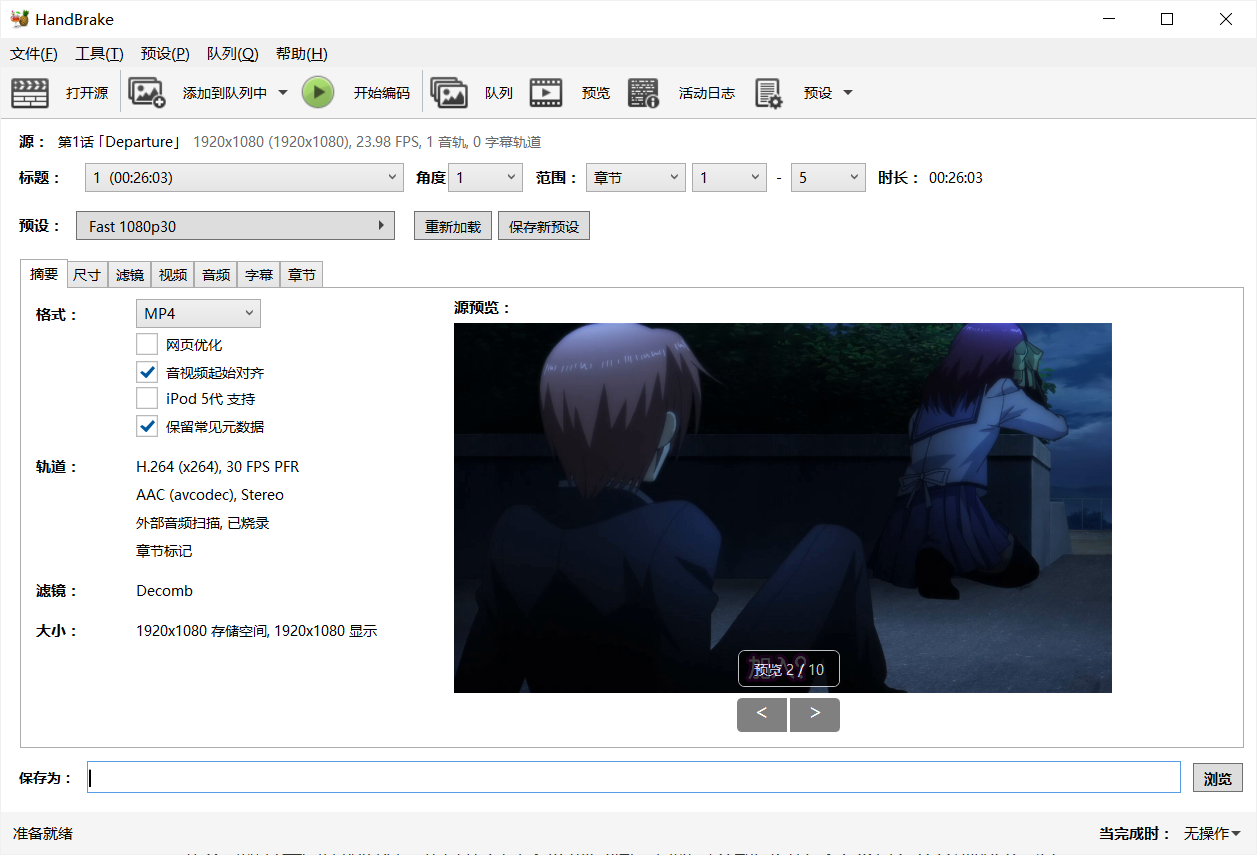 HandBrake
文件(F) 工具(T) 预设(P) 队列(Q) 帮助(H)
打开源 添加到队列中 开始编码 队列 预览 活动日志 预设
源： 第1话「Departure」 1920x1080 (1920x1080), 23.98 FPS, 1 音轨, 0 字幕轨道
标题： 1 (00:26:03) 角度 1 范围： 章节 1 - 5 时长： 00:26:03
预设： Fast 1080p30 重新加载 保存新预设
摘要 尺寸 滤镜 视频 音频 字幕 章节
格式： MP4 源预览：
网页优化
音视频起始对齐
iPod 5代 支持
保留常见元数据
轨道： H.264 (x264), 30 FPS PFR
AAC (avcodec), Stereo
外部音频扫描, 已烧录
章节标记
滤镜： Decomb
大小： 1920x1080 存储空间, 1920x1080 显示
预览 2 / 10
< >
保存为： 浏览
准备就绪 当完成时： 无操作